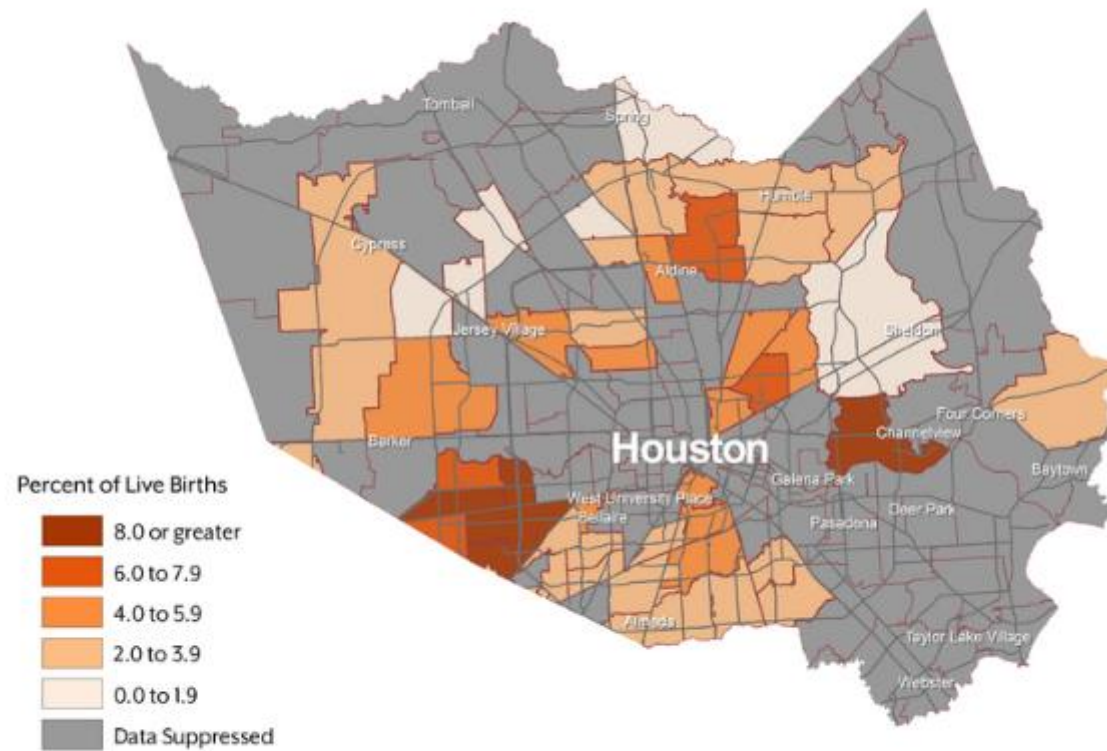 Tomball
Spring
Humble
Cypress
Aldine
Jersey Village
Sheldon
Four Corners
Channelview
Barker
Houston
Baytown
Galena Park
West University Place
Bellaire
Deer Park
Pasadena
Almeda
Taylor Lake Village
Webster
Percent of Live Births
8.0 or greater
6.0 to 7.9
4.0 to 5.9
2.0 to 3.9
0.0 to 1.9
Data Suppressed